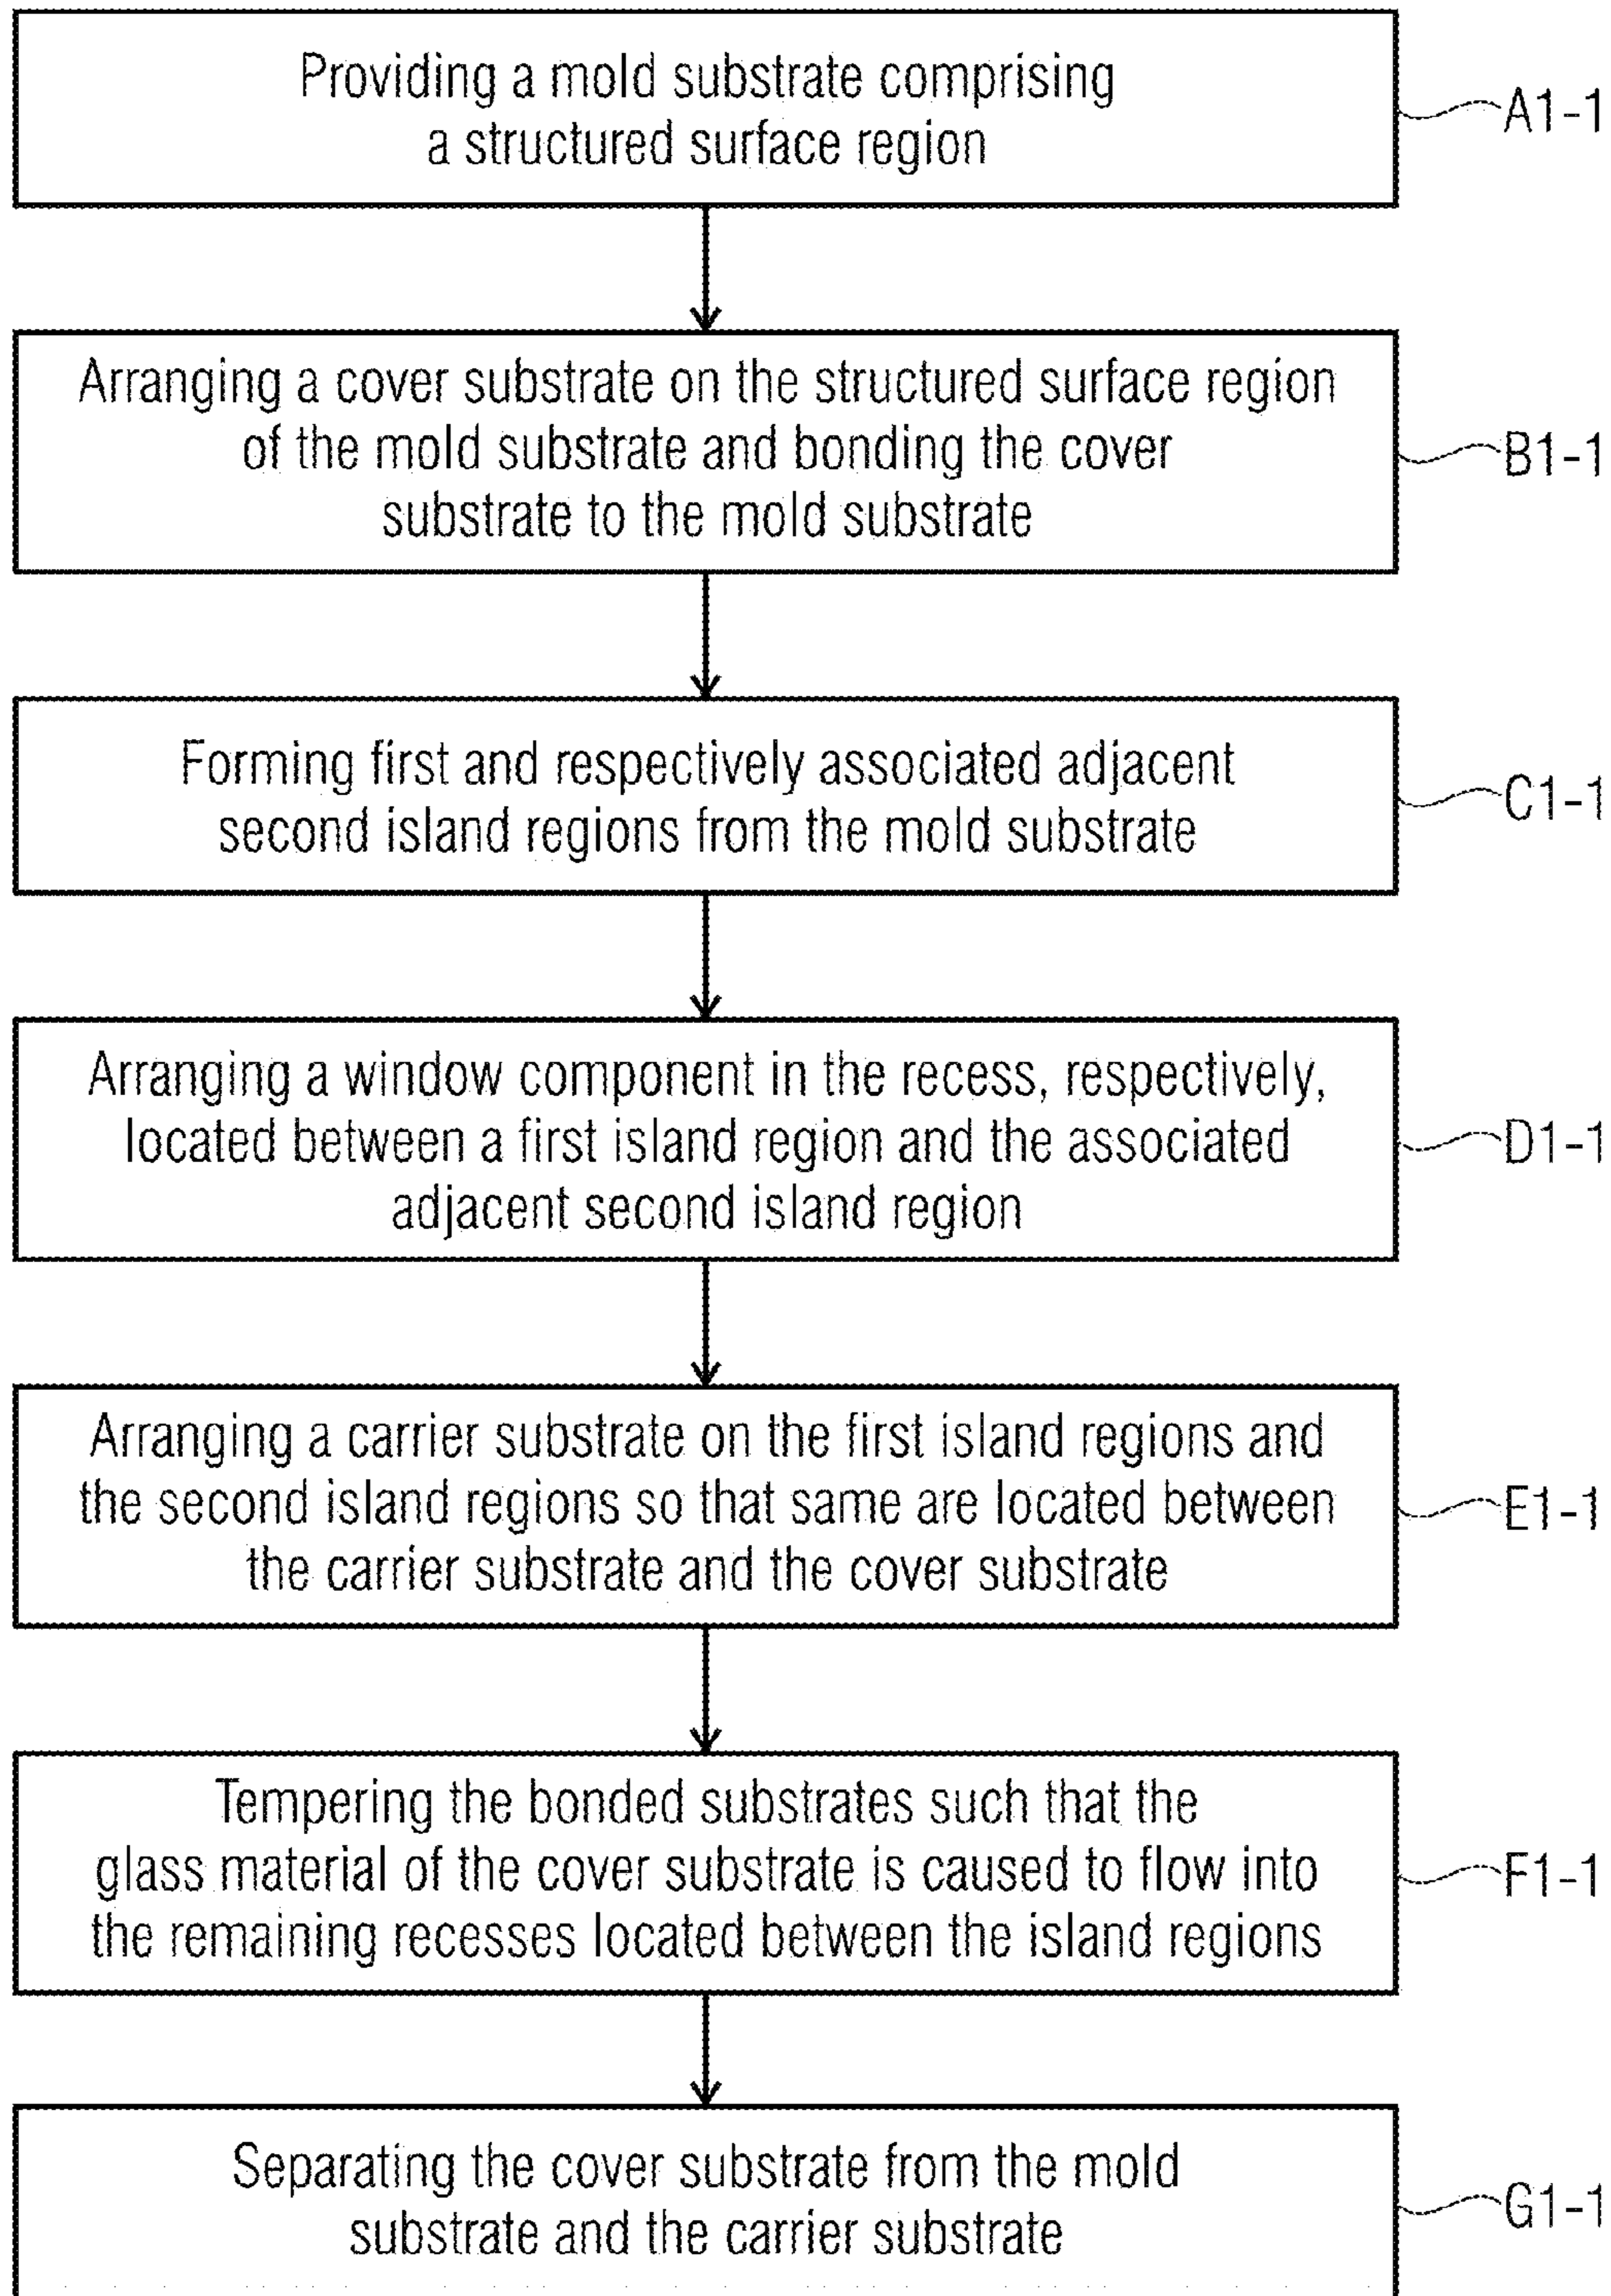 Providing a mold substrate comprising
a structured surface region
A1-1
Arranging a cover substrate on the structured surface region
of the mold substrate and bonding the cover
substrate to the mold substrate
B1-1
Forming first and respectively associated adjacent
second island regions from the mold substrate
C1-1
Arranging a window component in the recess, respectively,
located between a first island region and the associated
adjacent second island region
D1-1
Arranging a carrier substrate on the first island regions and
the second island regions so that same are located between
the carrier substrate and the cover substrate
E1-1
Tempering the bonded substrates such that the
glass material of the cover substrate is caused to flow into
the remaining recesses located between the island regions
F1-1
Separating the cover substrate from the mold
substrate and the carrier substrate
G1-1